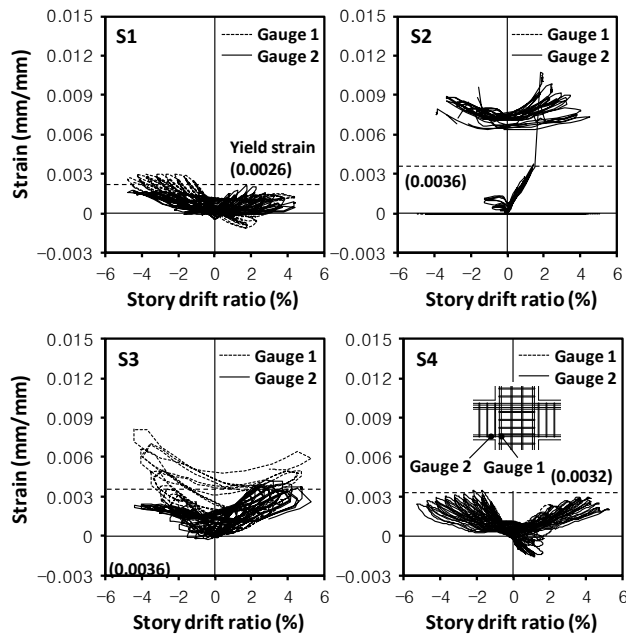 0.015
0.012
0.009
0.006
0.003
0
−0.003
Strain (mm/mm)
S1
Gauge 1
Gauge 2
Yield strain
(0.0026)
−6 −4 −2 0 2 4 6
Story drift ratio (%)
0.015
0.012
0.009
0.006
0.003
0
−0.003
S2
Gauge 1
Gauge 2
(0.0036)
−6 −4 −2 0 2 4 6
Story drift ratio (%)
0.015
0.012
0.009
0.006
0.003
0
−0.003
Strain (mm/mm)
S3
Gauge 1
Gauge 2
(0.0036)
−6 −4 −2 0 2 4 6
Story drift ratio (%)
0.015
0.012
0.009
0.006
0.003
0
−0.003
S4
Gauge 1
Gauge 2
Gauge 2 Gauge 1
(0.0032)
−6 −4 −2 0 2 4 6
Story drift ratio (%)